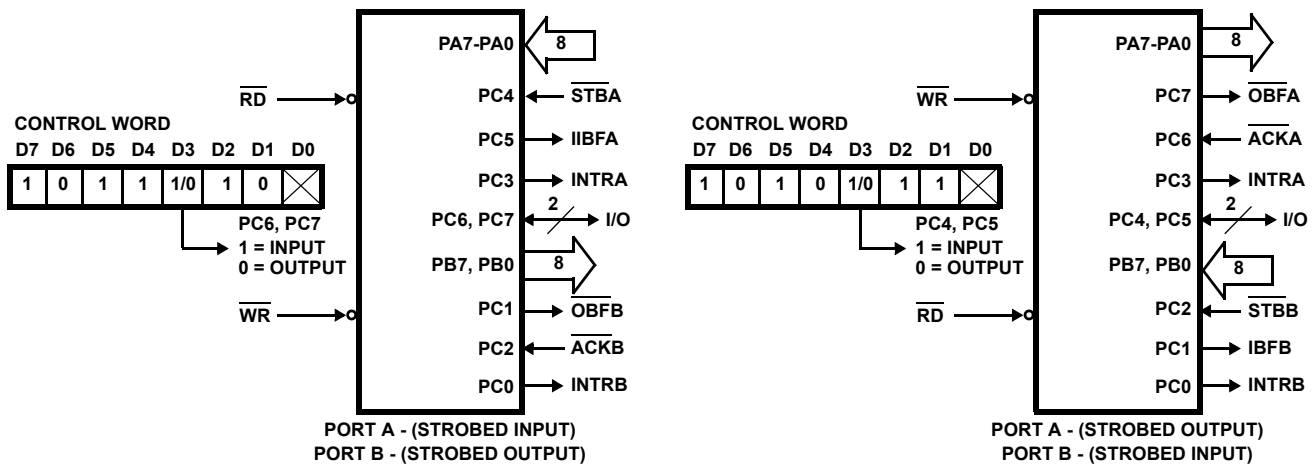 PA7-PA0
8
RD
PC4
STBA
CONTROL WORD
PC5
IIBFA
D7 D6 D5 D4 D3 D2 D1 D0
1 0 1 1 1/0 1 0
PC3
INTRA
PC6, PC7
2
I/O
PC6, PC7
1 = INPUT
0 = OUTPUT
PB7, PB0
8
WR
PC1
OBFB
PC2
ACKB
PC0
INTRB
PORT A - (STROBED INPUT)
PORT B - (STROBED OUTPUT)
PA7-PA0
8
WR
PC7
OBFA
CONTROL WORD
PC6
ACKA
D7 D6 D5 D4 D3 D2 D1 D0
1 0 1 0 1/0 1 1
PC3
INTRA
PC4, PC5
2
I/O
PC4, PC5
1 = INPUT
0 = OUTPUT
PB7, PB0
8
RD
PC2
STBB
PC1
IBFB
PC0
INTRB
PORT A - (STROBED OUTPUT)
PORT B - (STROBED INPUT)